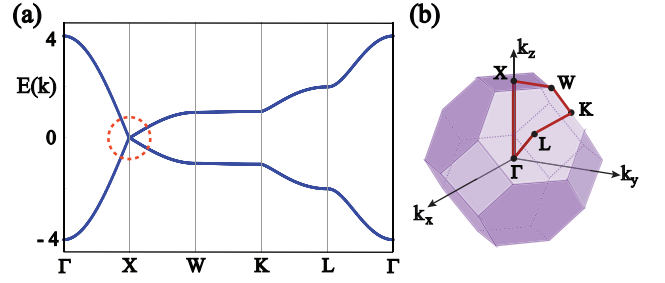 (a)
4
E(k)
0
- 4
Γ X W K L Γ
(b)
k_z
X
W
K
L
Γ
k_y
k_x